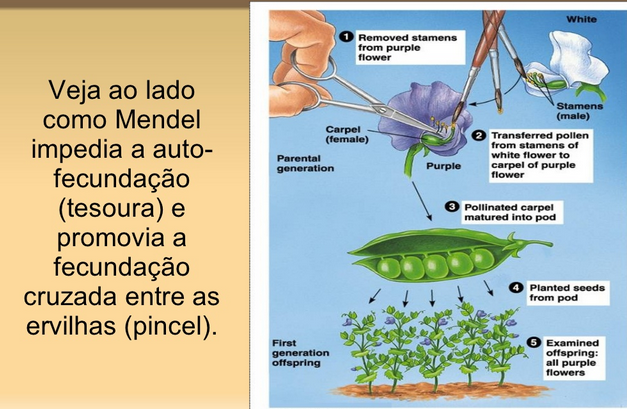 Veja ao lado
como Mendel
impedia a auto-
fecundação
(tesoura) e
promovia a
fecundação
cruzada entre as
ervilhas (pincel).
1 Removed stamens
from purple
flower
White
Stamens
(male)
Carpel
(female)
2 Transferred pollen
from stamens of
white flower to
carpel of purple
flower
Parental
generation
Purple
3 Pollinated carpel
matured into pod
4 Planted seeds
from pod
First
generation
offspring
5 Examined
offspring:
all purple
flowers